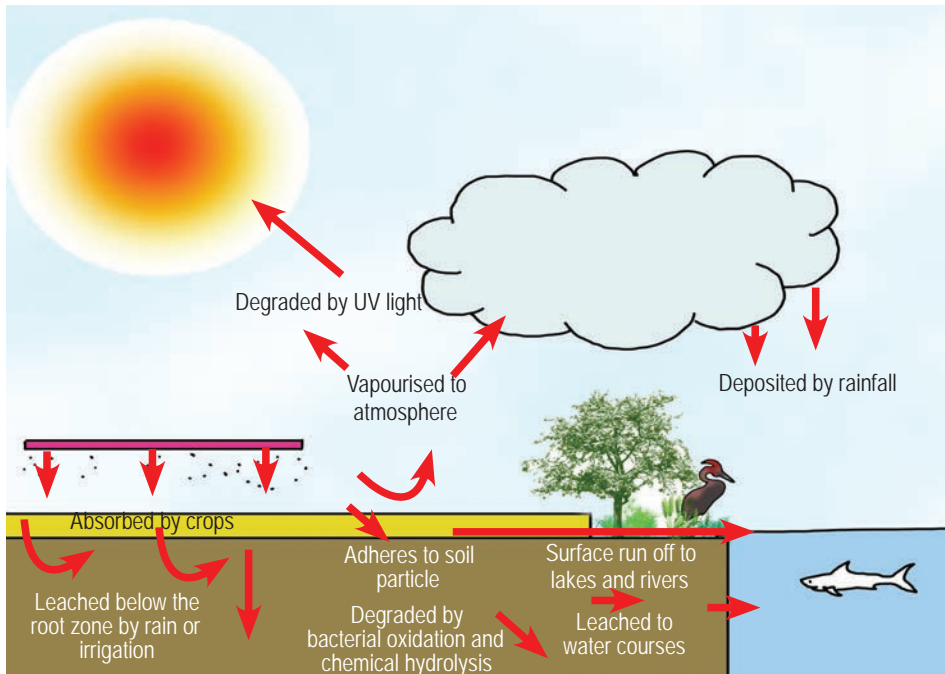 Degraded by UV light
Vapourised to
atmosphere
Deposited by rainfall
Absorbed by crops
Adheres to soil
particle
Surface run off to
lakes and rivers
Leached below the
root zone by rain or
irrigation
Degraded by
bacterial oxidation and
chemical hydrolysis
Leached to
water courses